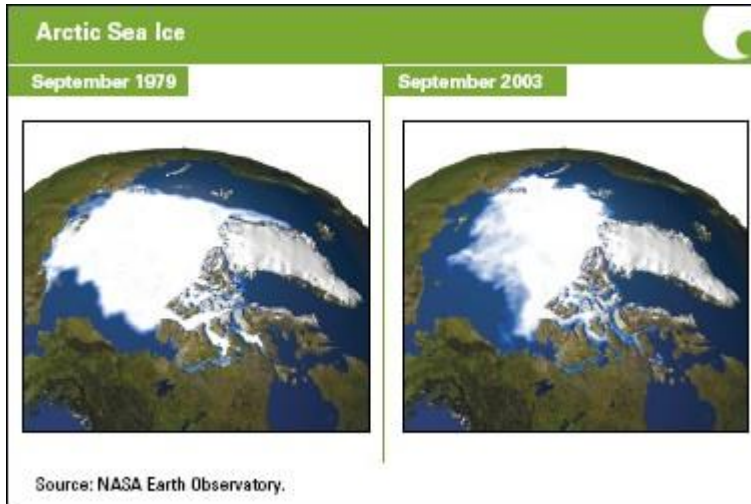 Arctic Sea Ice
September 1979
September 2003
Source: NASA Earth Observatory.